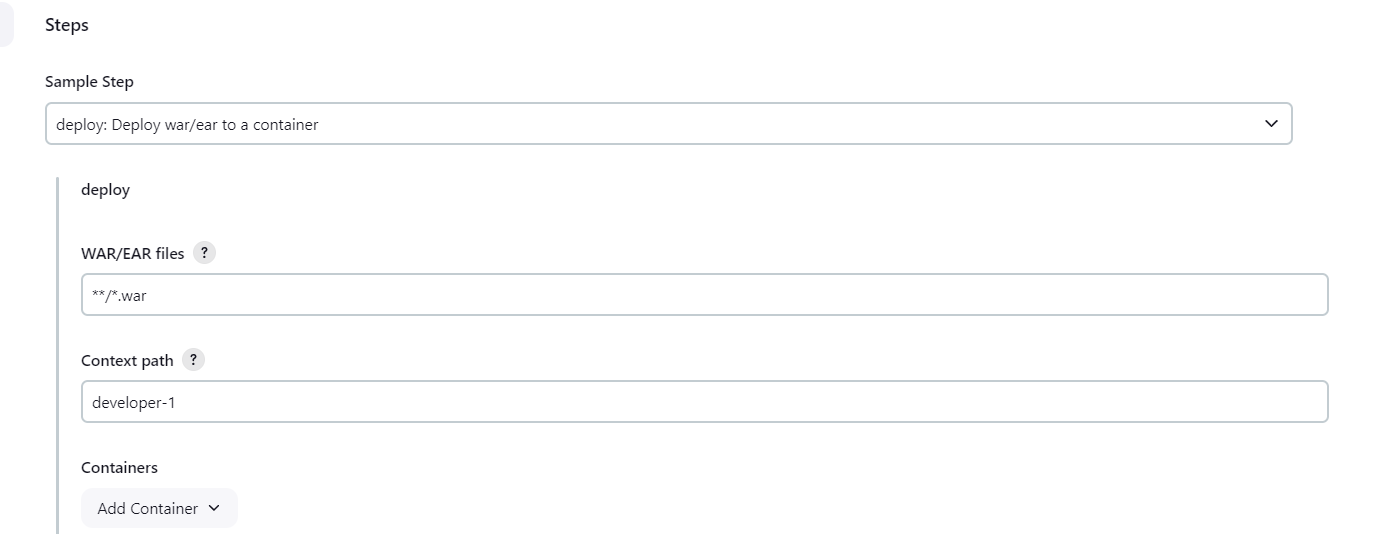 Steps
Sample Step
deploy: Deploy war/ear to a container
deploy
WAR/EAR files ?
**/*.war
Context path ?
developer-1
Containers
Add Container